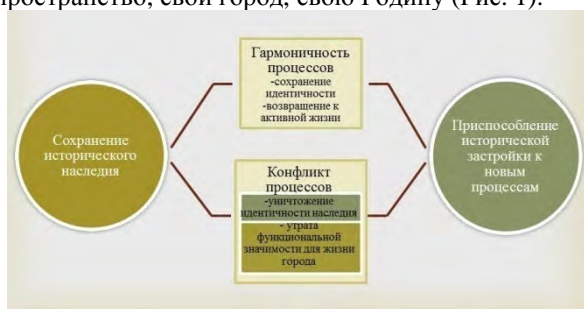 пространство, свой город, свою Родину (Рис. 1).
Гармоничность
процессов
-сохранение
идентичности
-возвращение к
активной жизни
Сохранение
исторического
наследия
Приспособление
исторической
застройки к
новым
процессам
Конфликт
процессов
-уничтожение
идентичности наследия
- утрата
функциональной
значимости для жизни
города